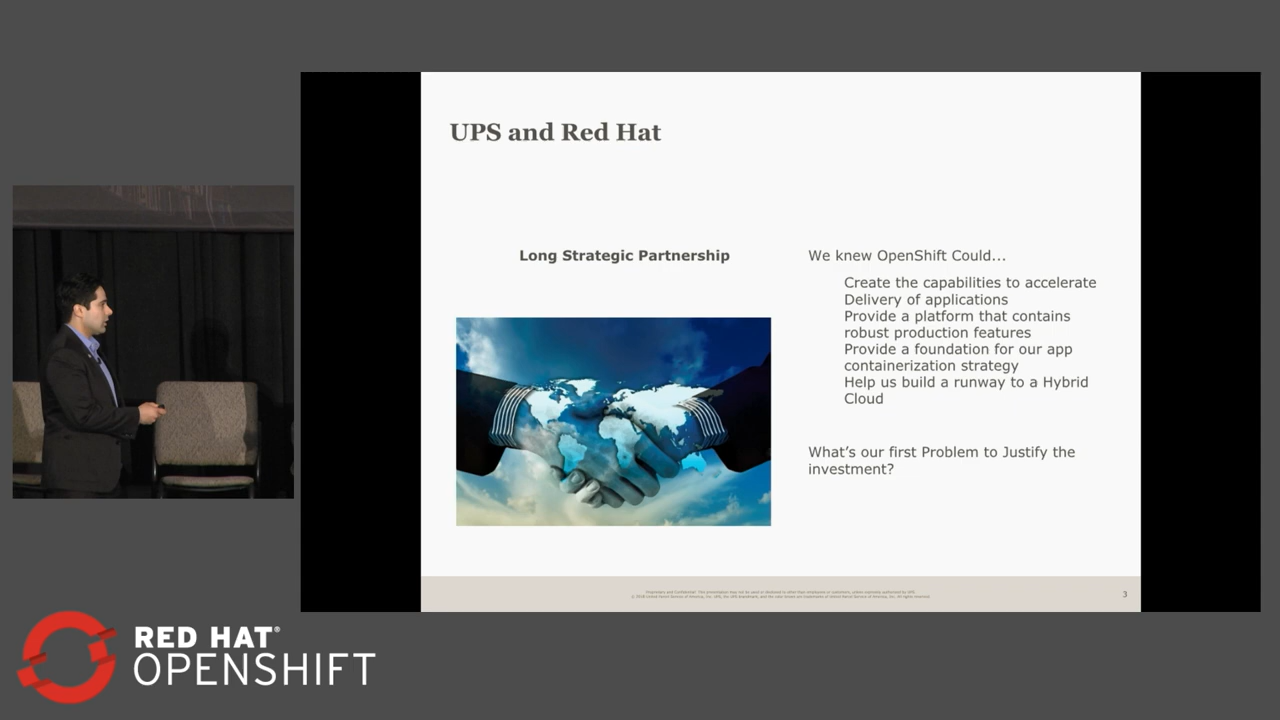 UPS and Red Hat
Long Strategic Partnership
We knew OpenShift Could...
Create the capabilities to accelerate
Delivery of applications
Provide a platform that contains
robust production features
Provide a foundation for our app
containerization strategy
Help us build a runway to a Hybrid
Cloud
What's our first Problem to Justify the
investment?
3
RED HAT®
OPENSHIFT